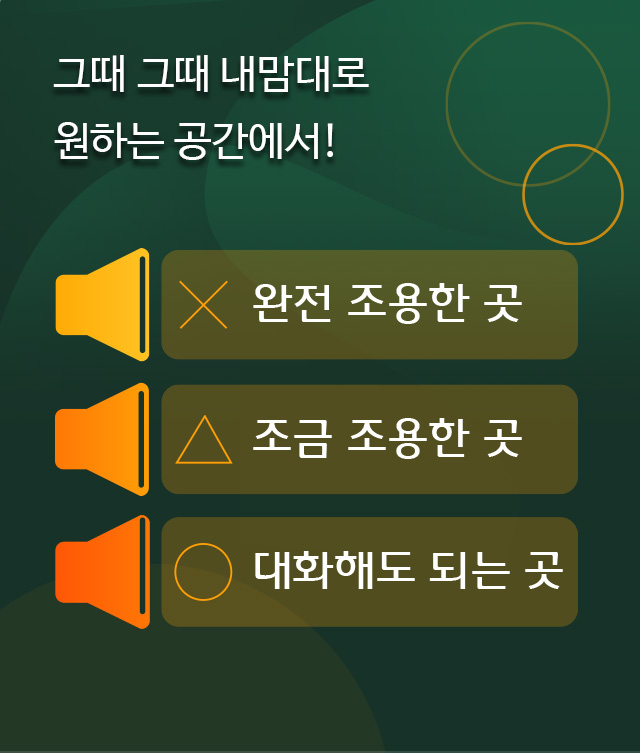 그때 그때 내맘대로
원하는 공간에서!
완전 조용한 곳
조금 조용한 곳
대화해도 되는 곳